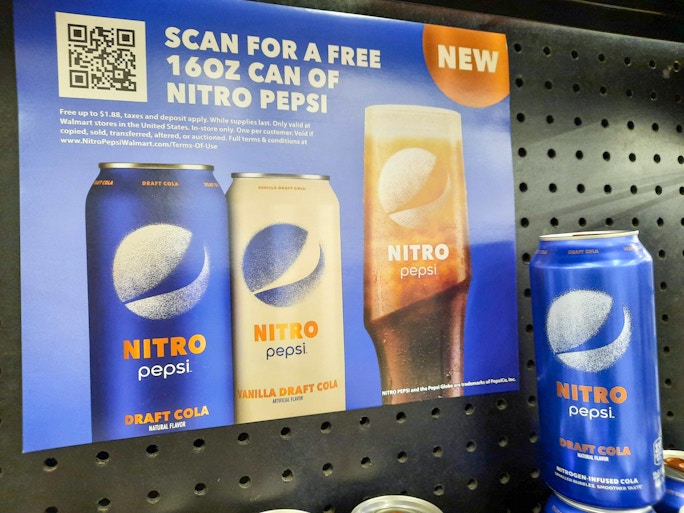 SCAN FOR A FREE
16OZ CAN OF
NITRO PEPSI
NEW
Free up to $1.88, taxes and deposit apply. While supplies last. Only valid at
Walmart stores in the United States. In-store only. One per customer. Void if
copied, sold, transferred, altered, or auctioned. Full terms & conditions at
www.NitroPepsiWalmart.com/Terms-Of-Use
DRAFT COLA
NITRO
pepsi
DRAFT COLA
NATURAL FLAVOR
VANILLA DRAFT COLA
NITRO
pepsi
VANILLA DRAFT COLA
ARTIFICIAL FLAVOR
NITRO
pepsi
NITRO PEPSI and the Pepsi Globe are trademarks of PepsiCo, Inc.
DRAFT COLA
NITRO
pepsi
DRAFT COLA
NATURAL FLAVOR
NITROGEN-INFUSED COLA
SMALLER BUBBLES, SMOOTHER TASTE